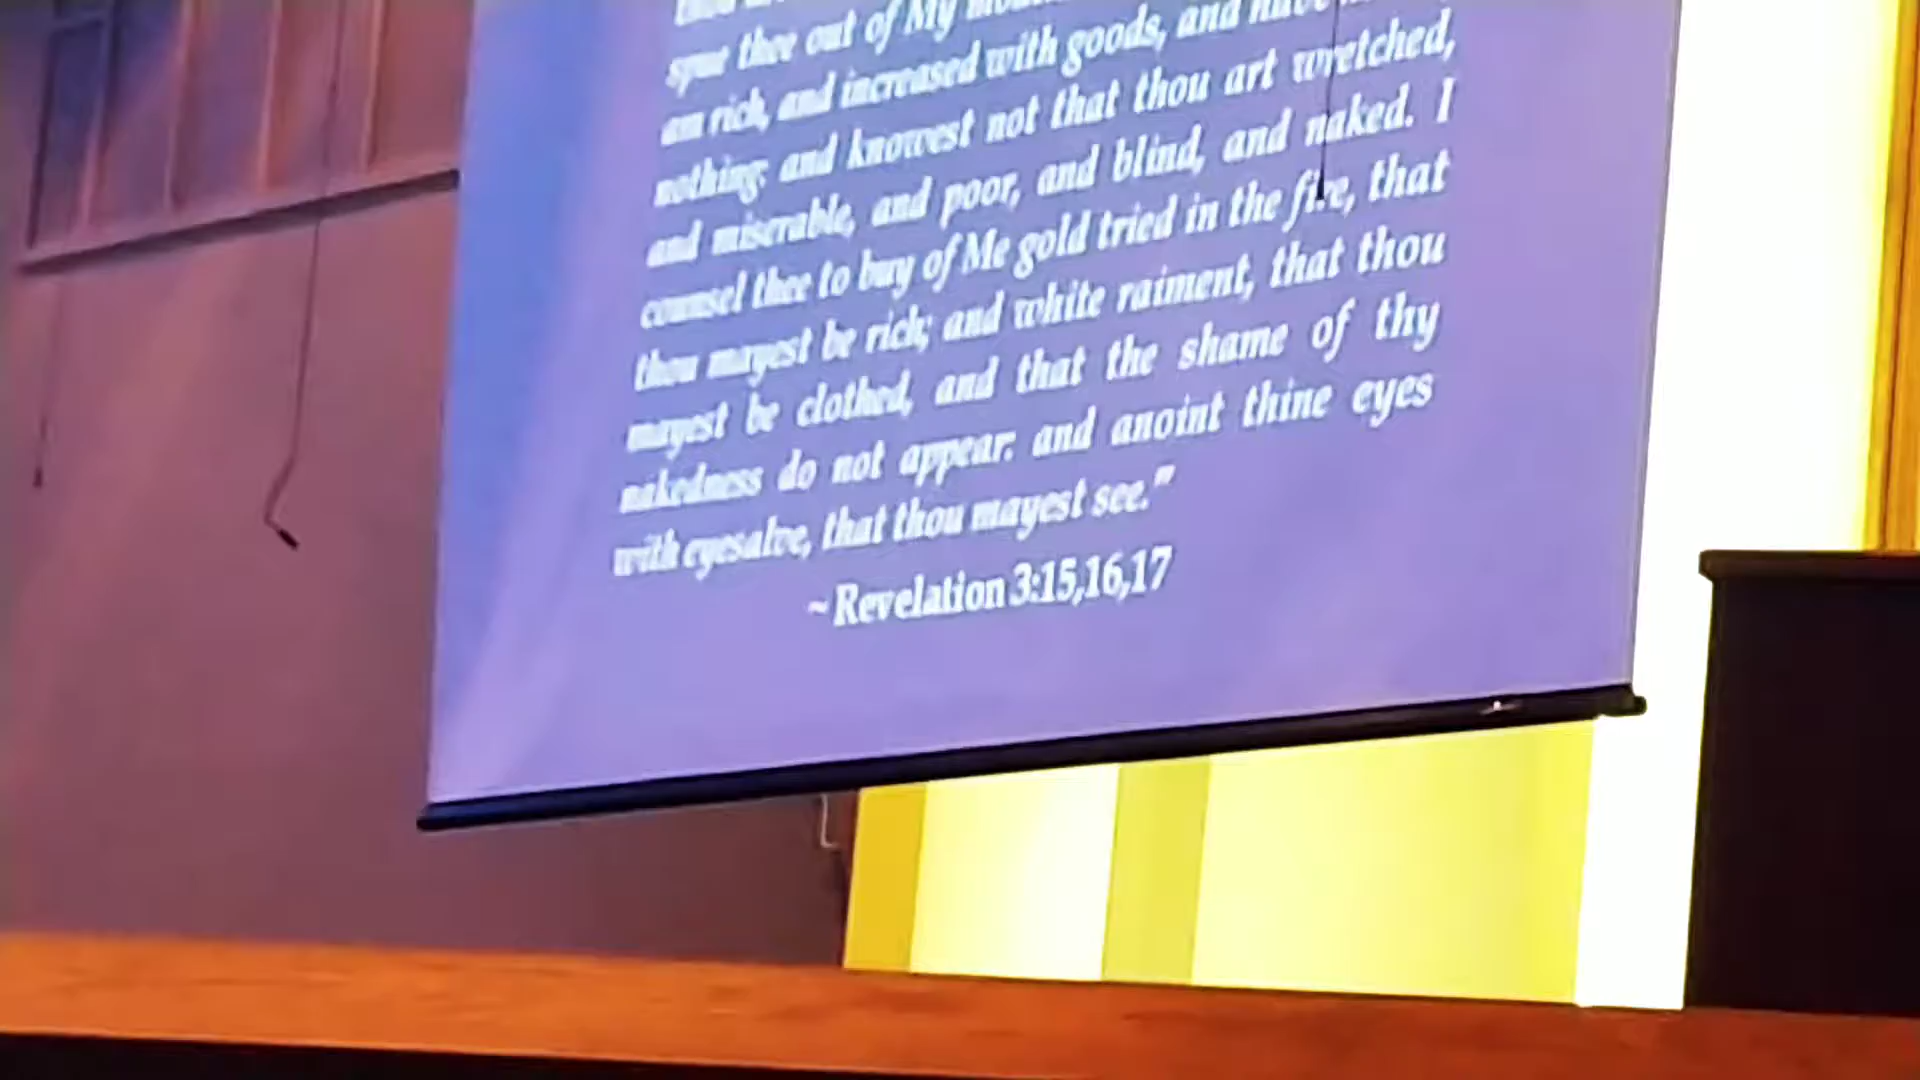 spue thee out of My
am rich, and increased with goods, and have
nothing: and knowest not that thou art wretched,
and miserable, and poor, and blind, and naked. I
counsel thee to buy of Me gold tried in the fire, that
thou mayest be rich; and white raiment, that thou
mayest be clothed, and that the shame of thy
nakedness do not appear: and anoint thine eyes
with eyesalve, that thou mayest see.”
~ Revelation 3:15,16,17